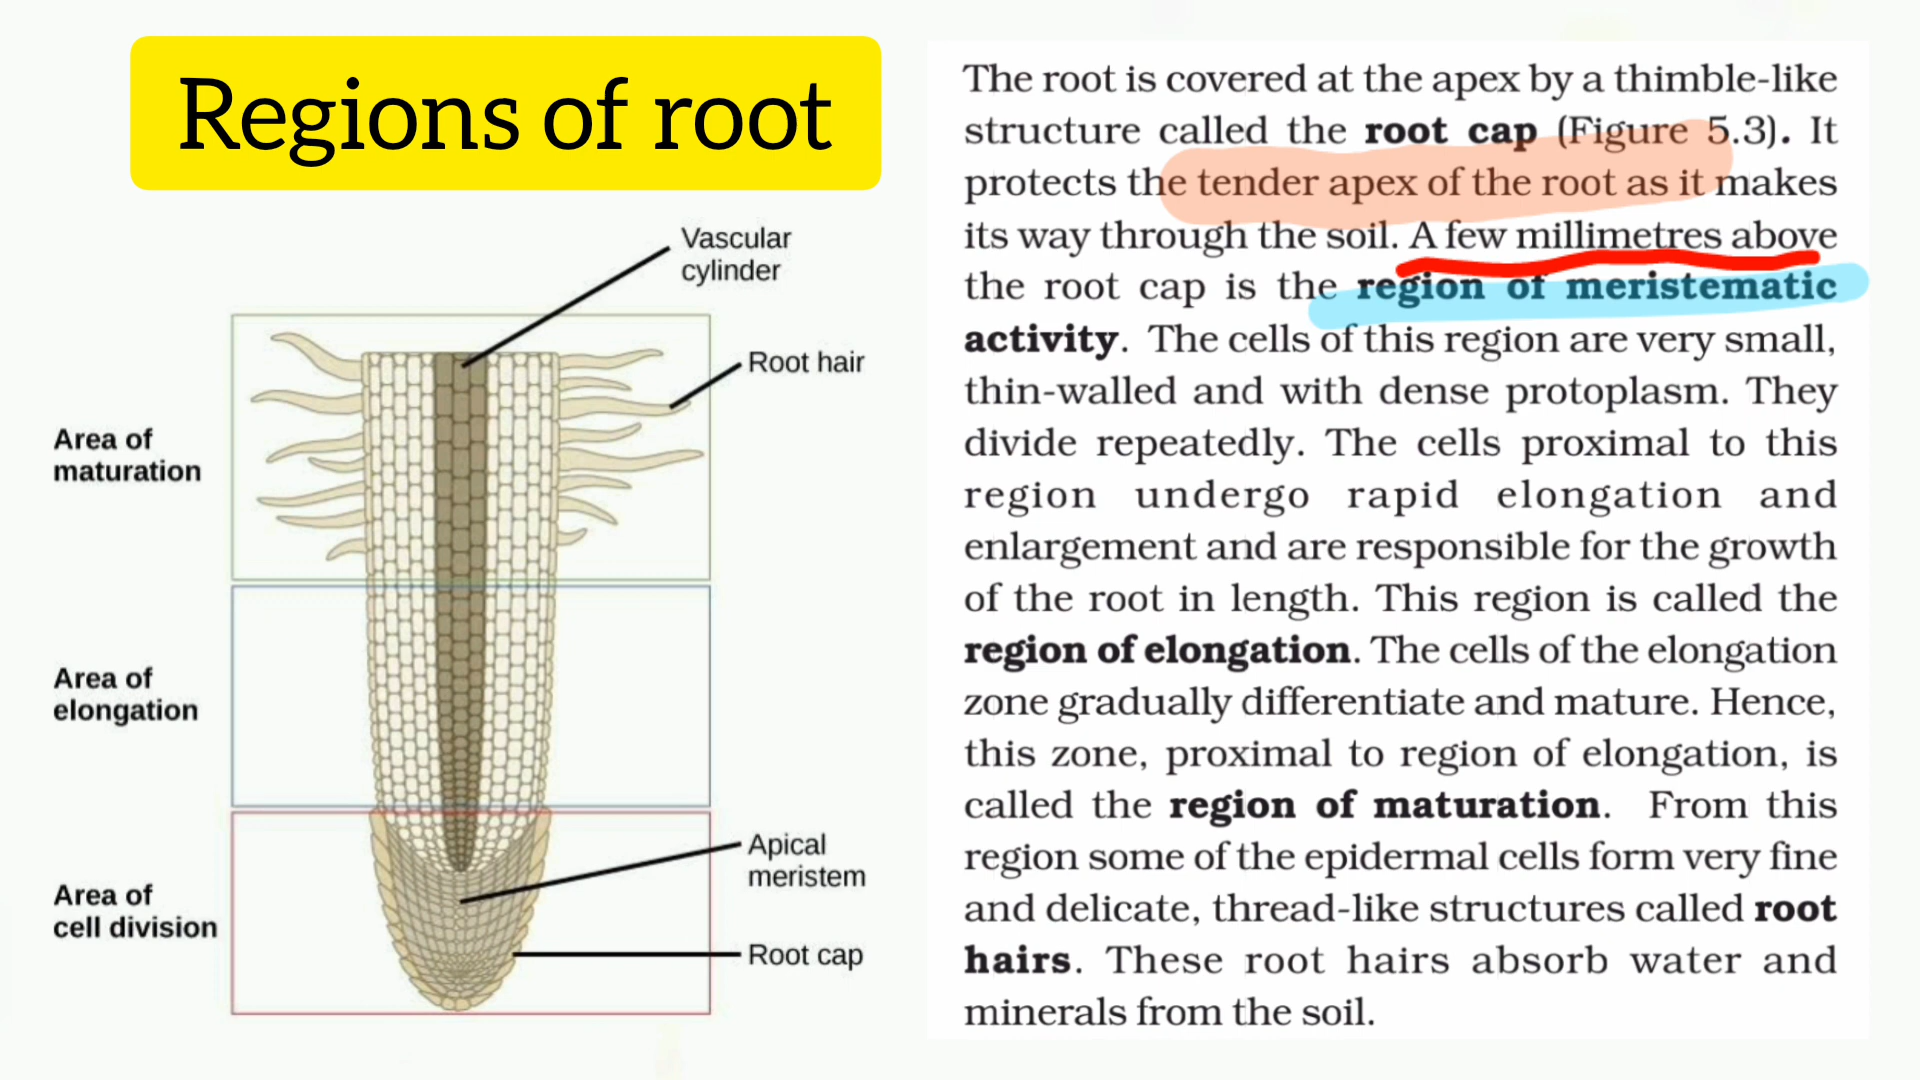 Regions of root
Vascular
cylinder
Root hair
Area of
maturation
Area of
elongation
Apical
meristem
Area of
cell division
Root cap
The root is covered at the apex by a thimble-like
structure called the root cap (Figure 5.3). It
protects the tender apex of the root as it makes
its way through the soil. A few millimetres above
the root cap is the region of meristematic
activity. The cells of this region are very small,
thin-walled and with dense protoplasm. They
divide repeatedly. The cells proximal to this
region undergo rapid elongation and
enlargement and are responsible for the growth
of the root in length. This region is called the
region of elongation. The cells of the elongation
zone gradually differentiate and mature. Hence,
this zone, proximal to region of elongation, is
called the region of maturation. From this
region some of the epidermal cells form very fine
and delicate, thread-like structures called root
hairs. These root hairs absorb water and
minerals from the soil.